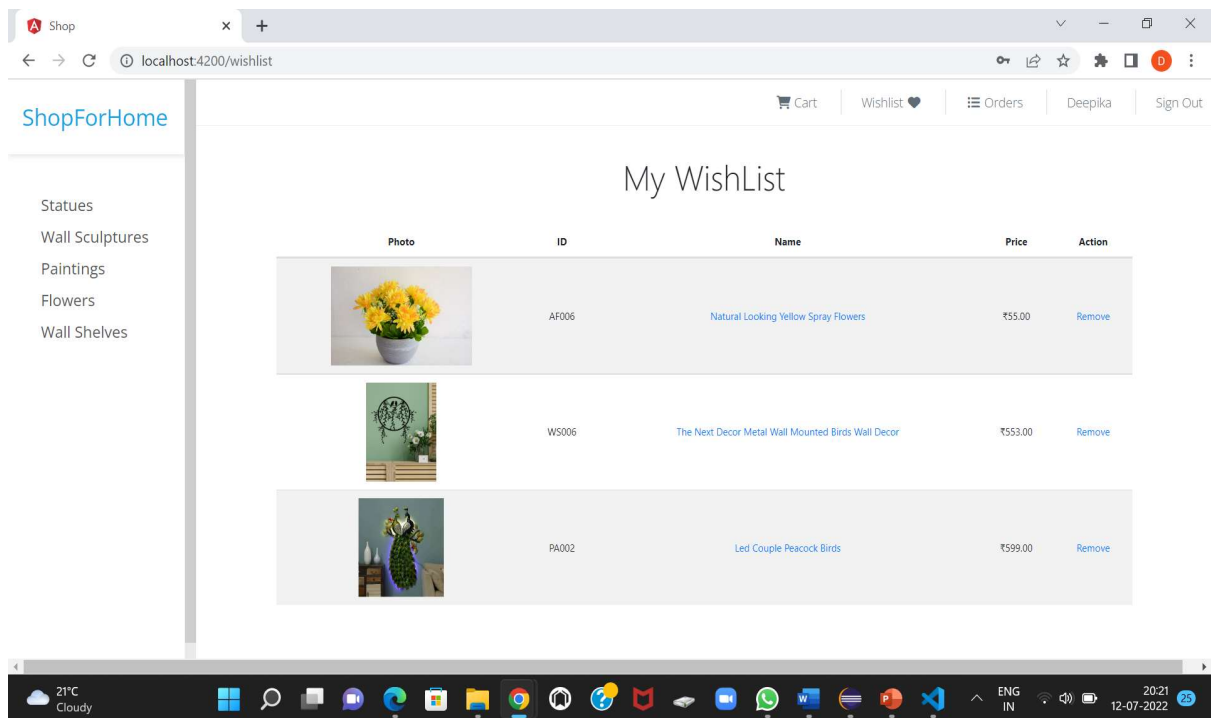 Shop
localhost:4200/wishlist
D
ShopForHome
Cart Wishlist Orders Deepika Sign Out
Statues
Wall Sculptures
Paintings
Flowers
Wall Shelves
My WishList
Photo ID Name Price Action
AF006 Natural Looking Yellow Spray Flowers ₹55.00 Remove
WS006 The Next Decor Metal Wall Mounted Birds Wall Decor ₹553.00 Remove
PA002 Led Couple Peacock Birds ₹599.00 Remove
21°C
Cloudy
ENG
IN
20:21
12-07-2022
25